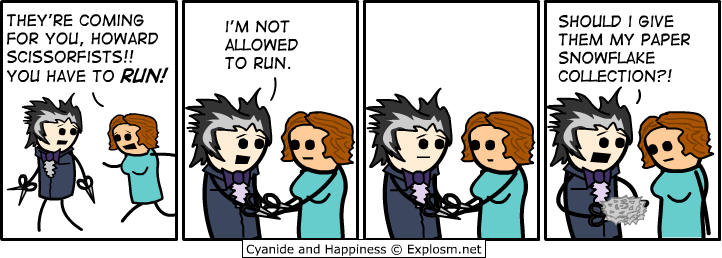 THEY'RE COMING
FOR YOU, HOWARD
SCISSORFISTS!!
YOU HAVE TO RUN!
I'M NOT
ALLOWED
TO RUN.
SHOULD I GIVE
THEM MY PAPER
SNOWFLAKE
COLLECTION?!
Cyanide and Happiness © Explosm.net